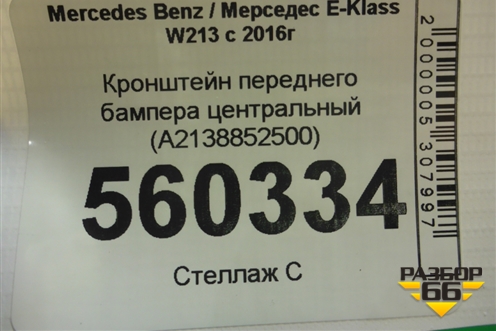 Mercedes Benz / Мерседес E-Klass
W213 с 2016г
Кронштейн переднего
бампера центральный
(A2138852500)
560334
Стеллаж С
2000005307997
РАЗБОР
66